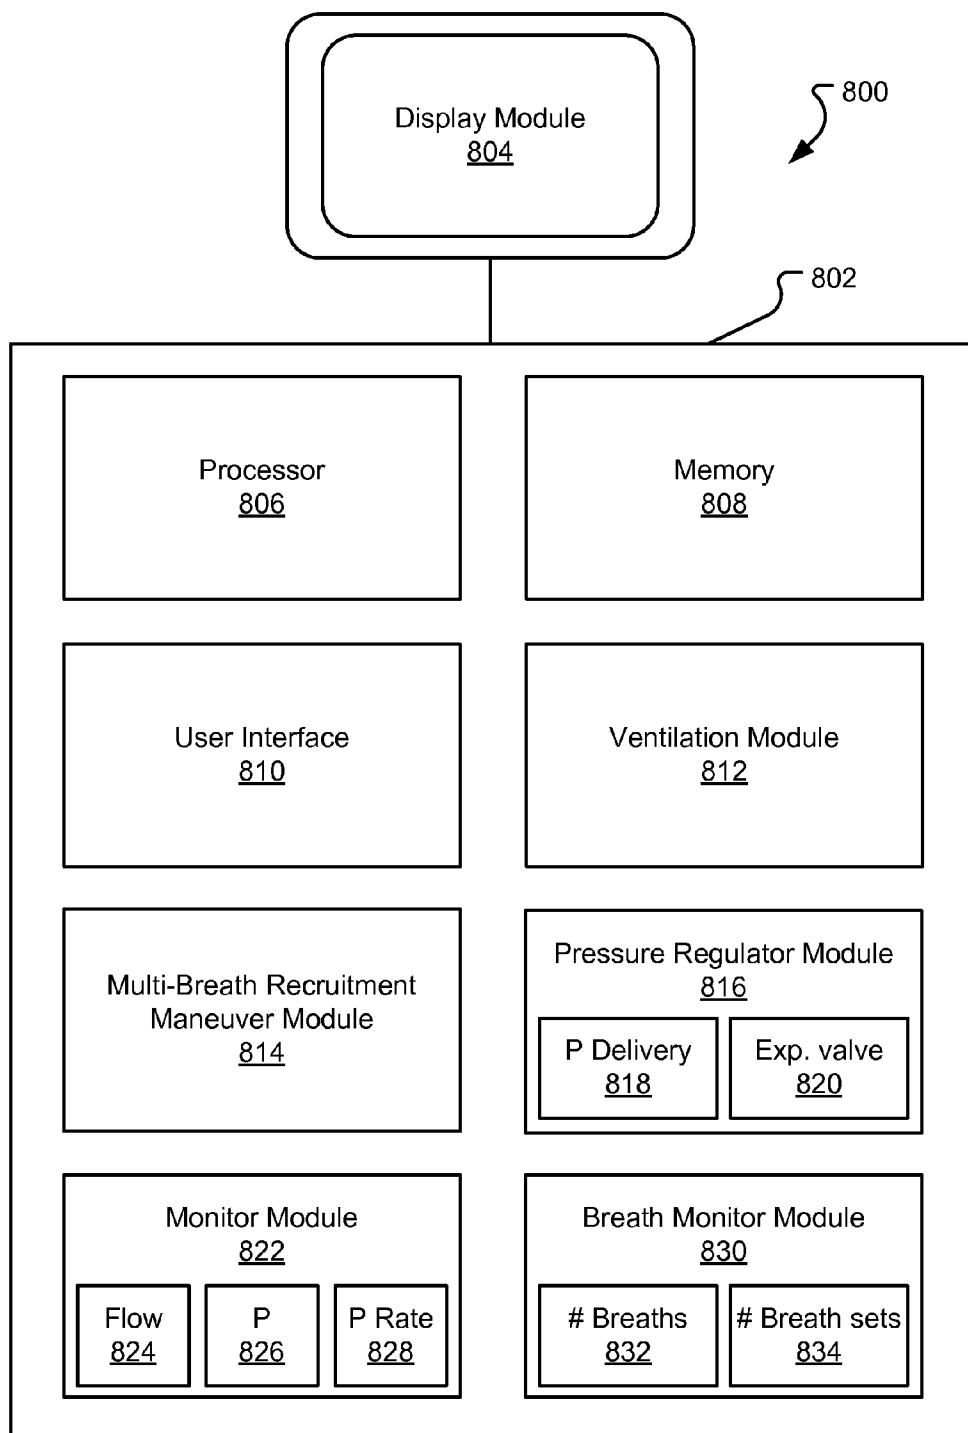 Display Module
804
800
802
Processor
806
Memory
808
User Interface
810
Ventilation Module
812
Multi-Breath Recruitment
Maneuver Module
814
Pressure Regulator Module
816
P Delivery
818
Exp. valve
820
Monitor Module
822
Flow
824
P
826
P Rate
828
Breath Monitor Module
830
# Breaths
832
# Breath sets
834